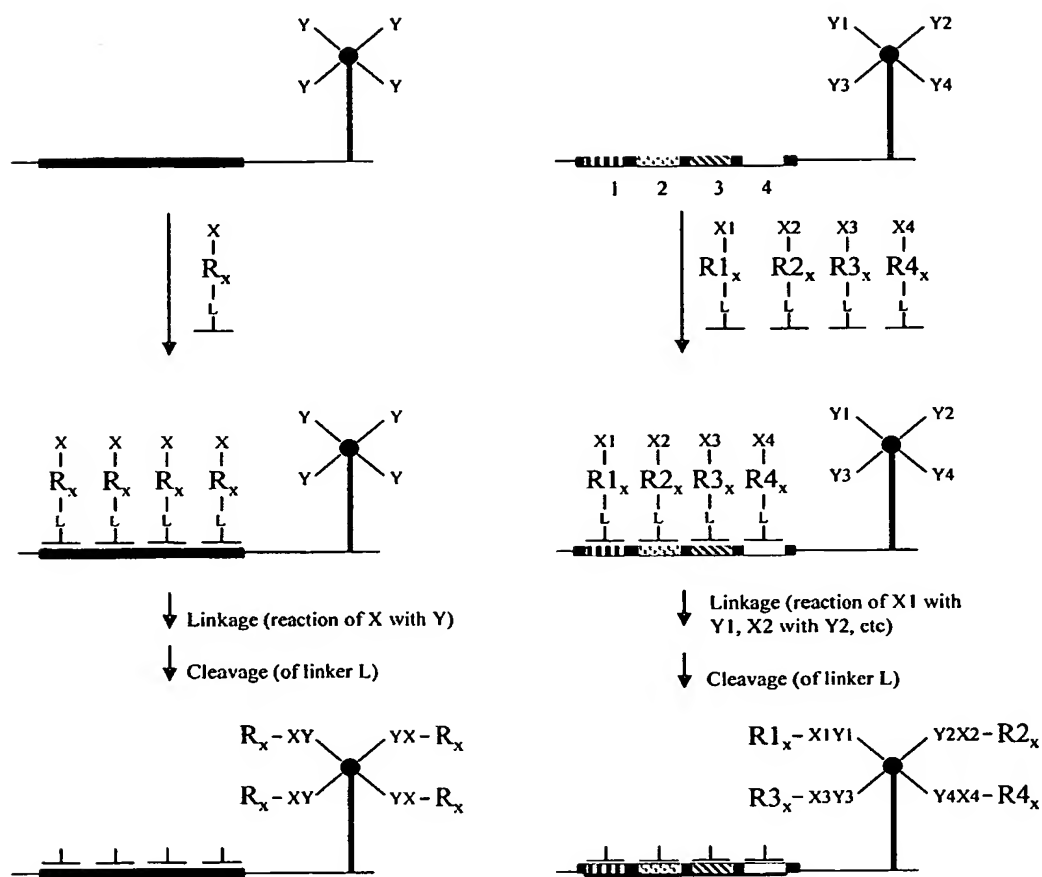 Y Y Y1 Y2
Y Y Y3 Y4
1 2 3 4
X X1 X2 X3 X4
Rx R1x R2x R3x R4x
L L L L L
Y Y Y1 Y2
X X X X X1 X2 X3 X4
Y Y Y3 Y4
Rx Rx Rx Rx R1x R2x R3x R4x
L L L L L L L L
Linkage (reaction of X with Y)
Cleavage (of linker L)
Linkage (reaction of X1 with
Y1, X2 with Y2, etc)
Cleavage (of linker L)
Rx – XY YX – Rx R1x – X1Y1 Y2X2 – R2x
Rx – XY YX – Rx R3x – X3Y3 Y4X4 – R4x